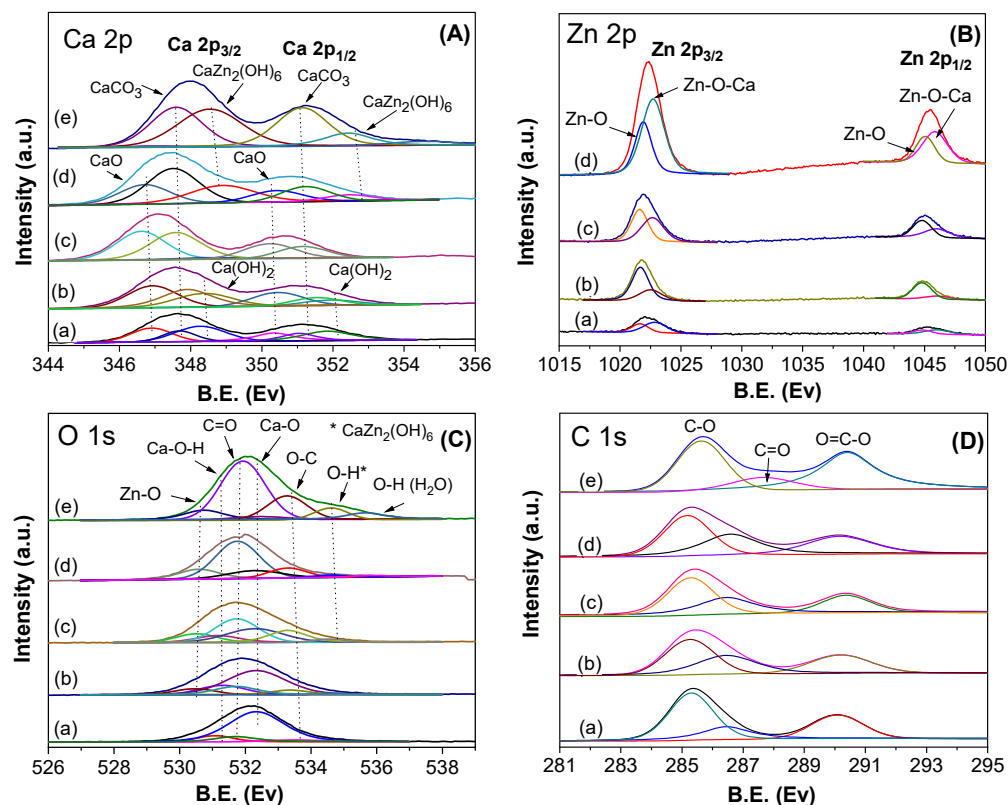 Ca 2p
Ca 2p3/2
Ca 2p1/2
(A)
CaCO3
CaZn2(OH)6
CaCO3
CaZn2(OH)6
(e)
CaO
CaO
(d)
(c)
Ca(OH)2
Ca(OH)2
(b)
(a)
Intensity (a.u.)
344 346 348 350 352 354 356
B.E. (Ev)
Zn 2p
(B)
Zn 2p3/2
Zn 2p1/2
Zn-O-Ca
Zn-O-Ca
Zn-O
Zn-O
(d)
(c)
(b)
(a)
Intensity (a.u.)
1015 1020 1025 1030 1035 1040 1045 1050
B.E. (Ev)
O 1s
(C)
C=O
Ca-O
* CaZn2(OH)6
Ca-O-H
O-C
O-H*
O-H (H2O)
Zn-O
(e)
(d)
(c)
(b)
(a)
Intensity (a.u.)
526 528 530 532 534 536 538
B.E. (Ev)
C 1s
(D)
C-O
C=O
O=C-O
(e)
(d)
(c)
(b)
(a)
Intensity (a.u.)
281 283 285 287 289 291 293 295
B.E. (Ev)